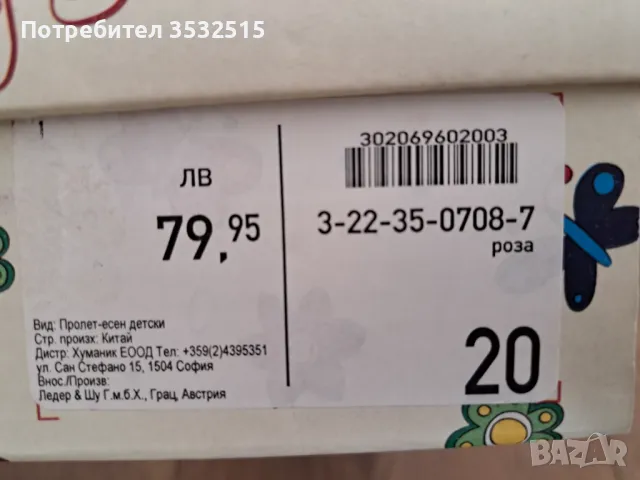 Потребител 3532515
1
ЛВ
79,95
302069602003
3-22-35-0708-7
роза
20
Вид: Пролет-есен детски
Стр. произх: Китай
Дистр: Хуманик ЕООД Тел: +359(2)4395351
ул. Сан Стефано 15, 1504 София
Внос./Произв:
Ледер & Шу Г.м.б.Х., Грац, Австрия
BAZAR